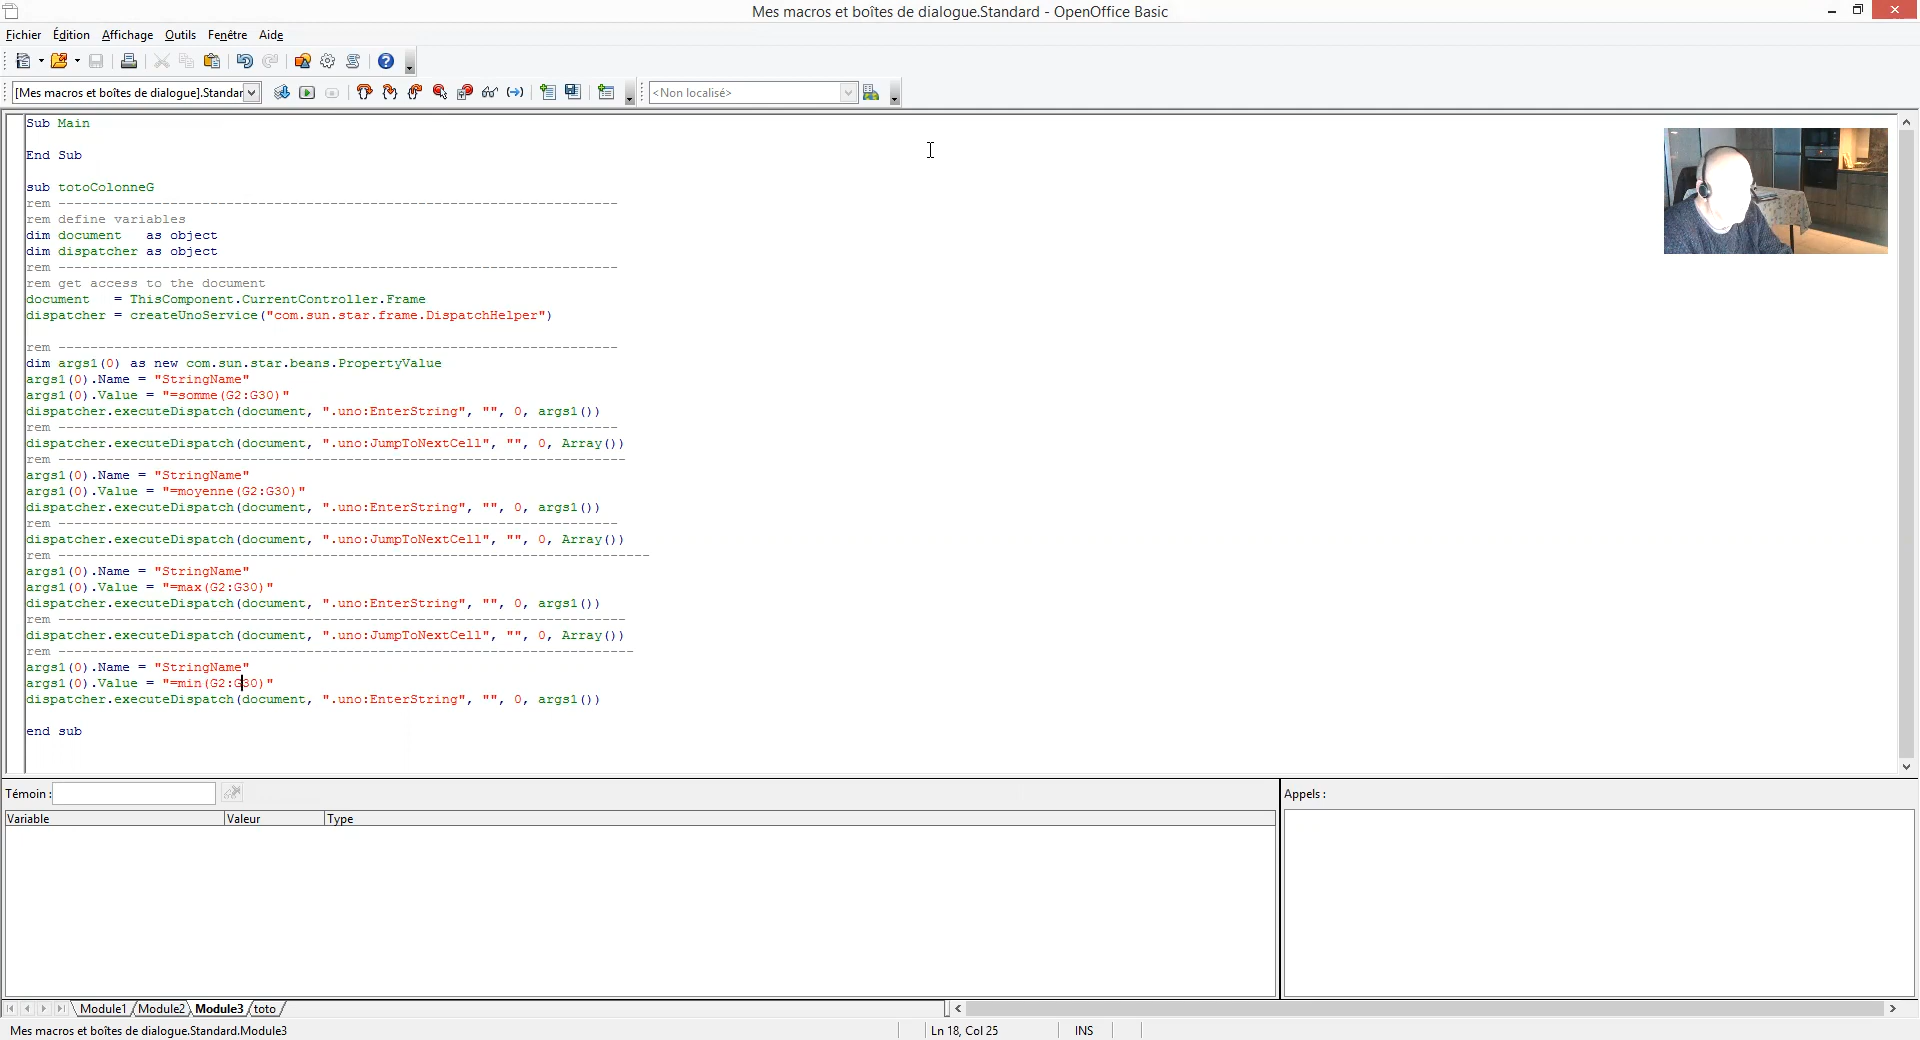 Mes macros et boîtes de dialogue.Standard - OpenOffice Basic
Fichier Édition Affichage Outils Fenêtre Aide
[Mes macros et boîtes de dialogue].Standar
<Non localisé>
Sub Main
End Sub
sub totoColonneG
rem ----------------------------------------------------------------------
rem define variables
dim document   as object
dim dispatcher as object
rem ----------------------------------------------------------------------
rem get access to the document
document   = ThisComponent.CurrentController.Frame
dispatcher = createUnoService("com.sun.star.frame.DispatchHelper")
rem ----------------------------------------------------------------------
dim args1(0) as new com.sun.star.beans.PropertyValue
args1(0).Name = "StringName"
args1(0).Value = "=somme(G2:G30)"
dispatcher.executeDispatch(document, ".uno:EnterString", "", 0, args1())
rem ----------------------------------------------------------------------
dispatcher.executeDispatch(document, ".uno:JumpToNextCell", "", 0, Array())
rem -----------------------------------------------------------------------
args1(0).Name = "StringName"
args1(0).Value = "=moyenne(G2:G30)"
dispatcher.executeDispatch(document, ".uno:EnterString", "", 0, args1())
rem ----------------------------------------------------------------------
dispatcher.executeDispatch(document, ".uno:JumpToNextCell", "", 0, Array())
rem --------------------------------------------------------------------------
args1(0).Name = "StringName"
args1(0).Value = "=max(G2:G30)"
dispatcher.executeDispatch(document, ".uno:EnterString", "", 0, args1())
rem -----------------------------------------------------------------------
dispatcher.executeDispatch(document, ".uno:JumpToNextCell", "", 0, Array())
rem ------------------------------------------------------------------------
args1(0).Name = "StringName"
args1(0).Value = "=min(G2:G30)"
dispatcher.executeDispatch(document, ".uno:EnterString", "", 0, args1())
end sub
Témoin :
Appels :
Variable Valeur Type
Module1 Module2 Module3 toto
Mes macros et boîtes de dialogue.Standard.Module3 Ln 18, Col 25 INS